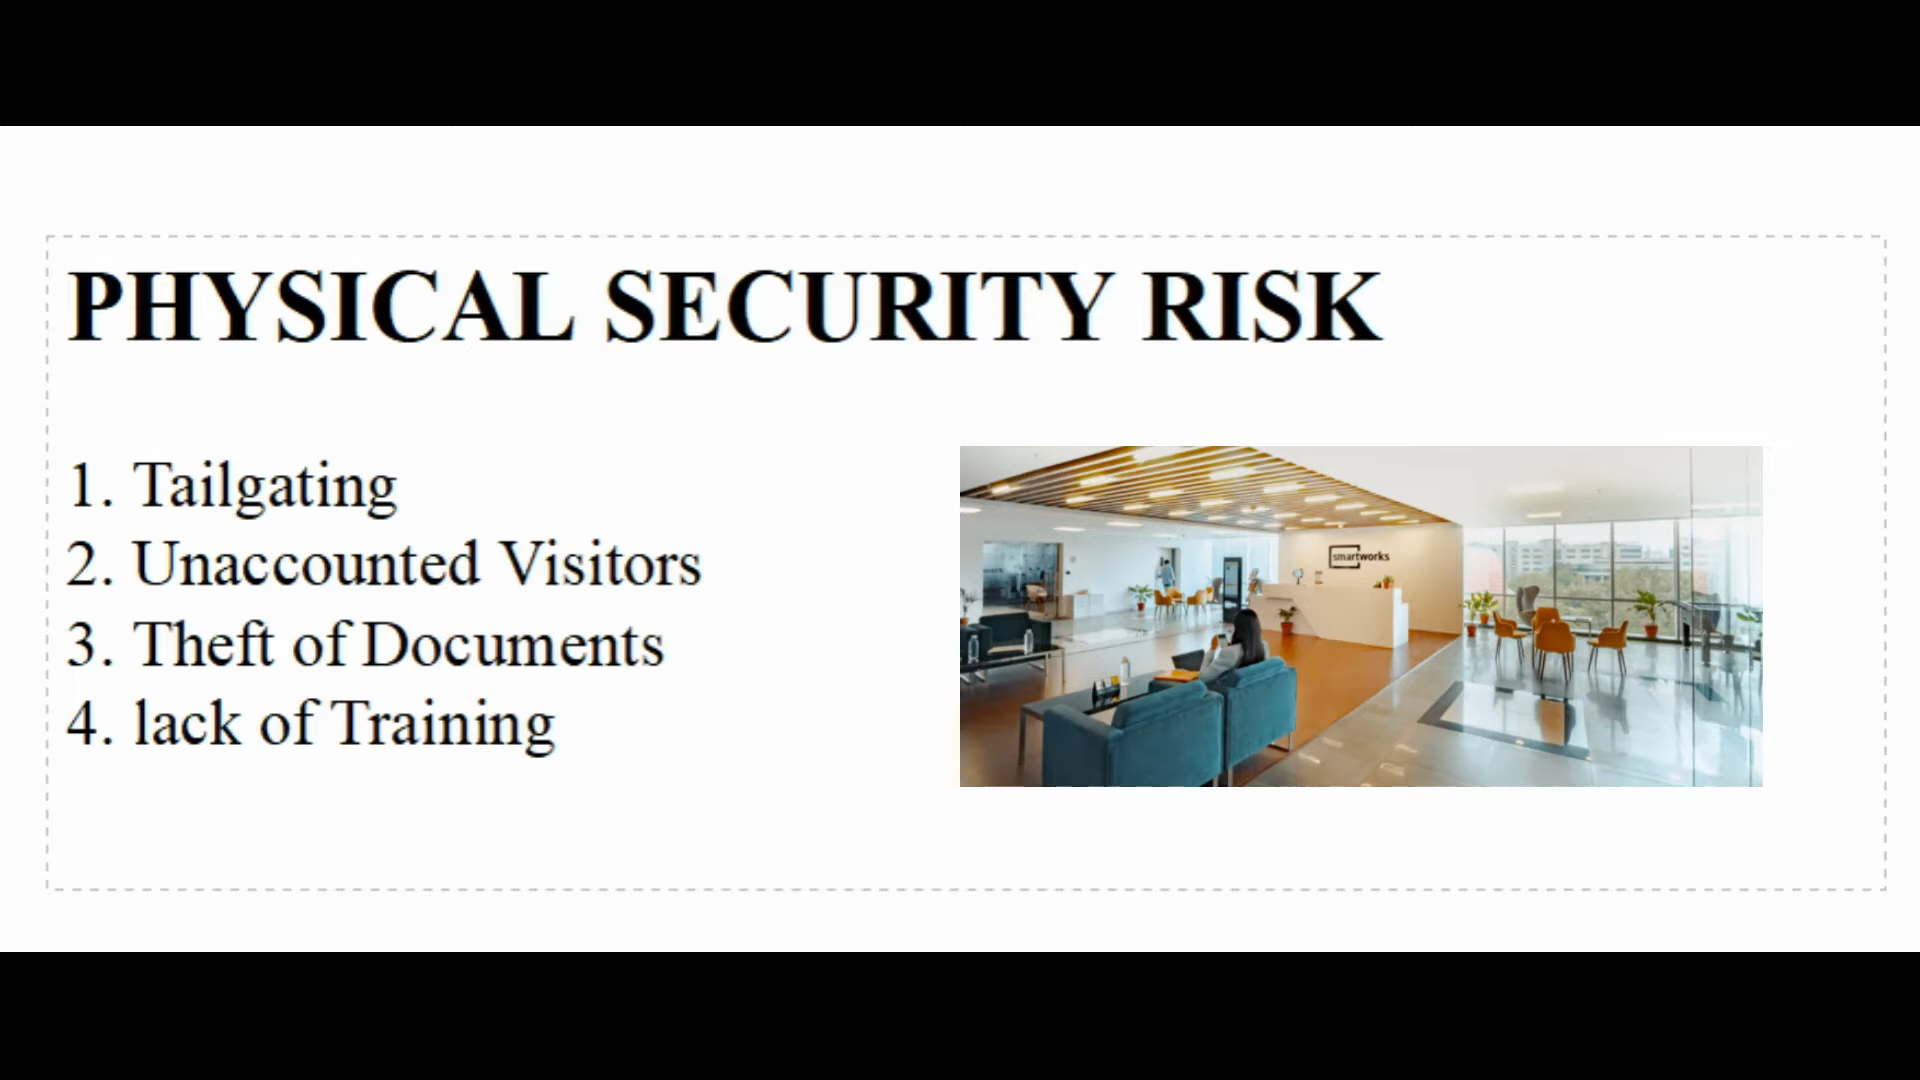 PHYSICAL SECURITY RISK
1. Tailgating
2. Unaccounted Visitors
3. Theft of Documents
4. lack of Training
smartworks